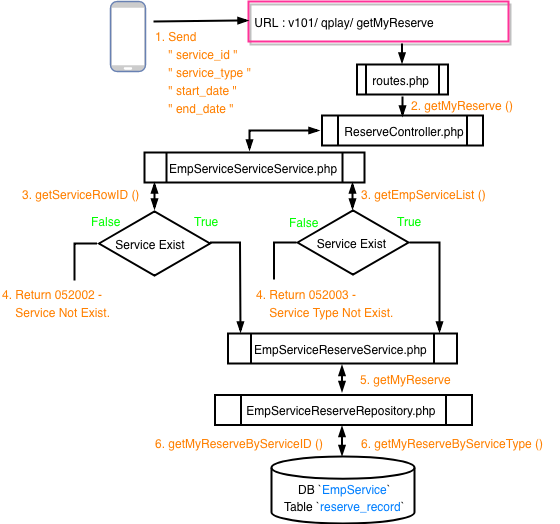 URL : v101/ qplay/ getMyReserve
1. Send
" service_id "
" service_type "
" start_date "
" end_date "
routes.php
2. getMyReserve ()
ReserveController.php
EmpServiceServiceService.php
3. getServiceRowID ()
3. getEmpServiceList ()
False
True
False
True
Service Exist
Service Exist
4. Return 052002 -
Service Not Exist.
4. Return 052003 -
Service Type Not Exist.
EmpServiceReserveService.php
5. getMyReserve
EmpServiceReserveRepository.php
6. getMyReserveByServiceID ()
6. getMyReserveByServiceType ()
DB `EmpService`
Table `reserve_record`